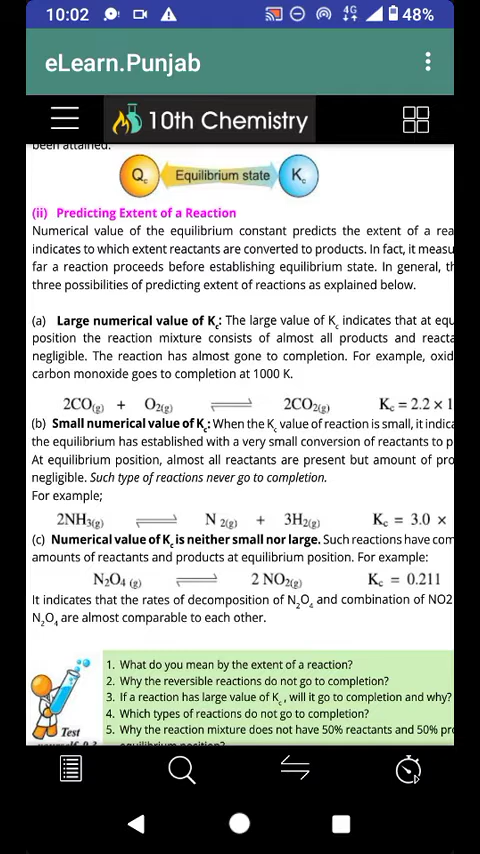 10:02 4G 48%
eLearn.Punjab
10th Chemistry
been attained.
Qc Equilibrium state Kc
(ii) Predicting Extent of a Reaction
Numerical value of the equilibrium constant predicts the extent of a rea
indicates to which extent reactants are converted to products. In fact, it measu
far a reaction proceeds before establishing equilibrium state. In general, th
three possibilities of predicting extent of reactions as explained below.
(a) Large numerical value of Kc: The large value of Kc indicates that at equ
position the reaction mixture consists of almost all products and reacta
negligible. The reaction has almost gone to completion. For example, oxid
carbon monoxide goes to completion at 1000 K.
2CO(g) + O2(g) ⇌ 2CO2(g) Kc = 2.2 × 1
(b) Small numerical value of Kc: When the Kc value of reaction is small, it indica
the equilibrium has established with a very small conversion of reactants to p
At equilibrium position, almost all reactants are present but amount of pro
negligible. Such type of reactions never go to completion.
For example;
2NH3(g) ⇌ N2(g) + 3H2(g) Kc = 3.0 ×
(c) Numerical value of Kc is neither small nor large. Such reactions have com
amounts of reactants and products at equilibrium position. For example:
N2O4 (g) ⇌ 2 NO2(g) Kc = 0.211
It indicates that the rates of decomposition of N2O4 and combination of NO2
N2O4 are almost comparable to each other.
1. What do you mean by the extent of a reaction?
2. Why the reversible reactions do not go to completion?
3. If a reaction has large value of Kc, will it go to completion and why?
4. Which types of reactions do not go to completion?
5. Why the reaction mixture does not have 50% reactants and 50% pro
equilibrium position?
Test